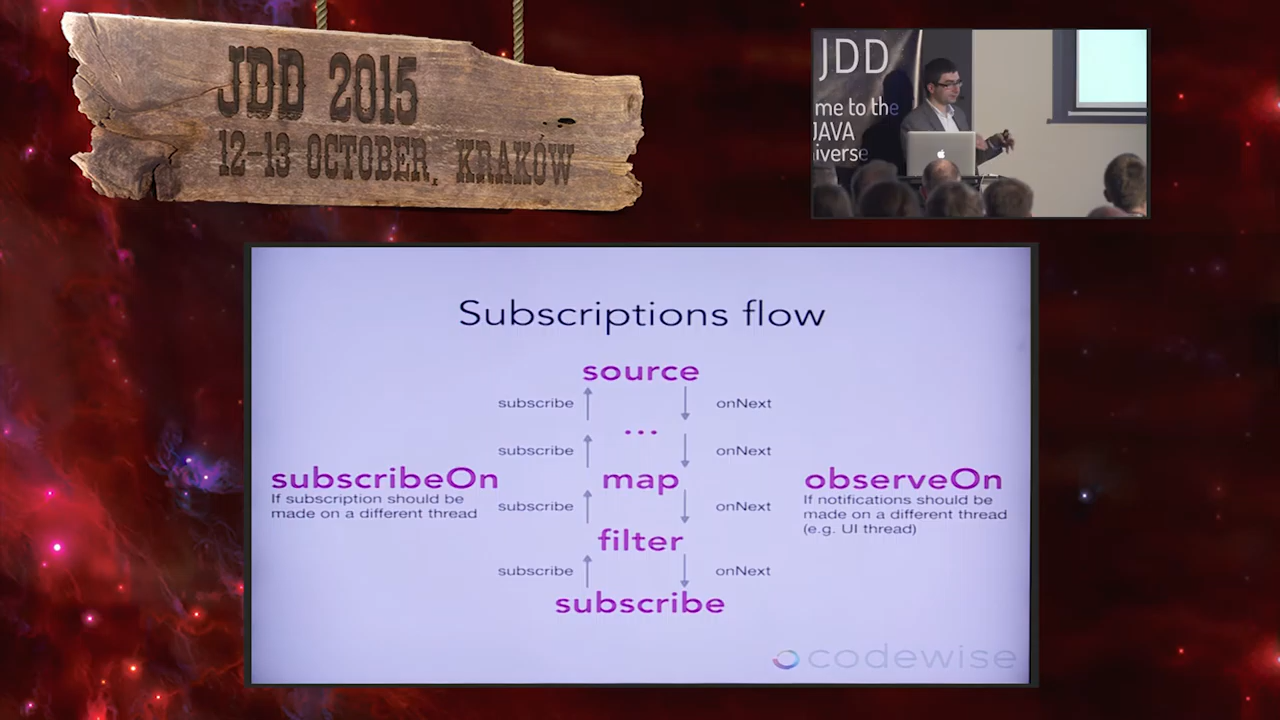 JDD 2015
12-13 OCTOBER, KRAKÓW
JDD
me to the
JAVA
iverse
Subscriptions flow
source
subscribe
onNext
...
subscribe
onNext
subscribeOn
If subscription should be
made on a different thread
map
observeOn
If notifications should be
made on a different thread
(e.g. UI thread)
subscribe
onNext
filter
subscribe
onNext
subscribe
codewise